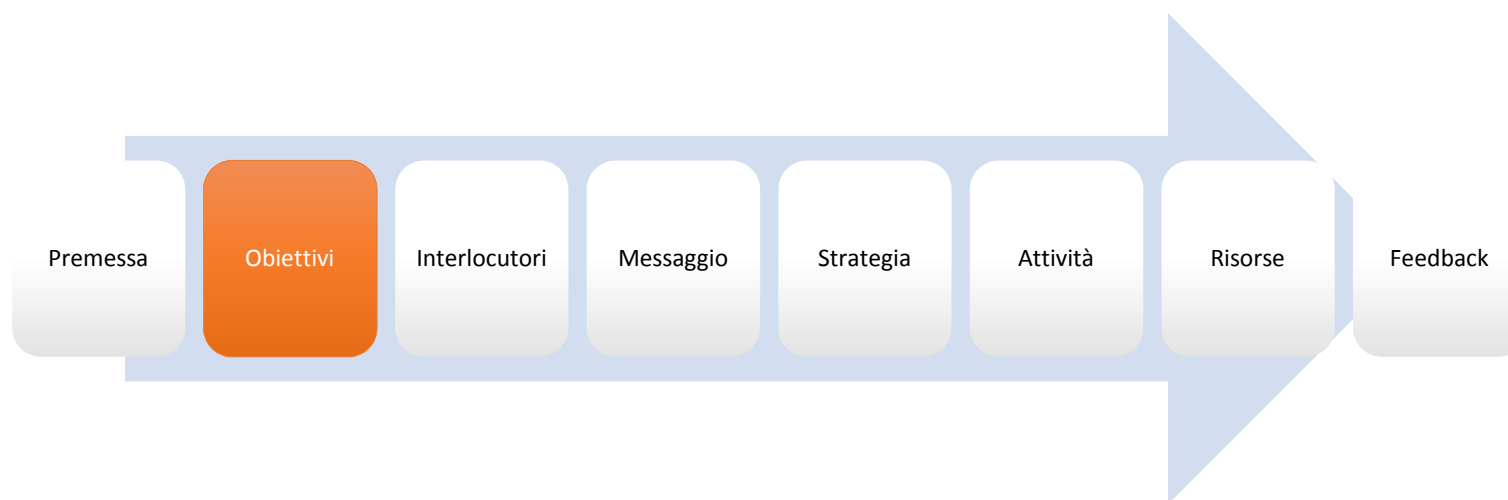 Premessa
Obiettivi
Interlocutori
Messaggio
Strategia
Attività
Risorse
Feedback